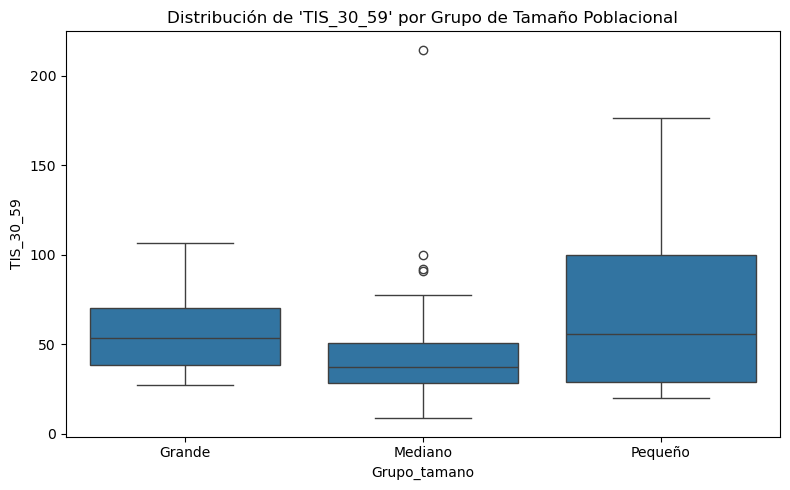 Distribución de 'TIS_30_59' por Grupo de Tamaño Poblacional
TIS_30_59
200
150
100
50
0
Grande Mediano Pequeño
Grupo_tamano